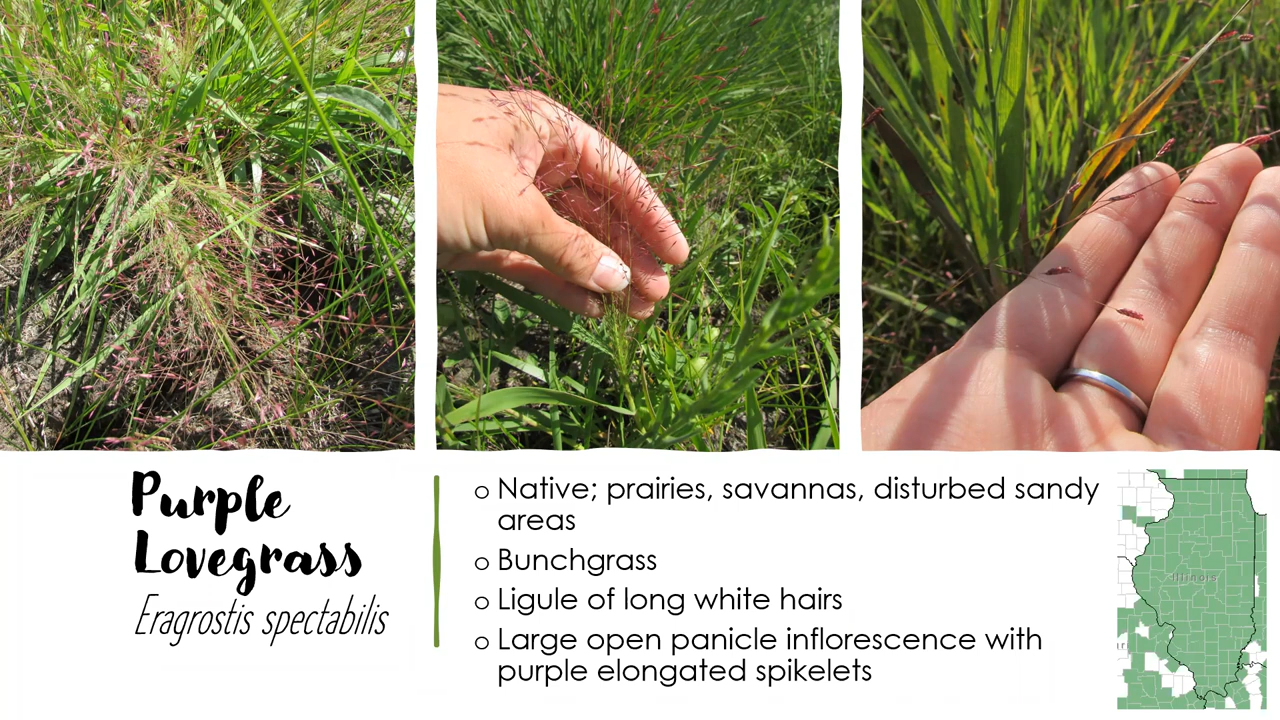 Purple
Lovegrass
Eragrostis spectabilis
o Native; prairies, savannas, disturbed sandy
areas
o Bunchgrass
o Ligule of long white hairs
o Large open panicle inflorescence with
purple elongated spikelets
Illinois